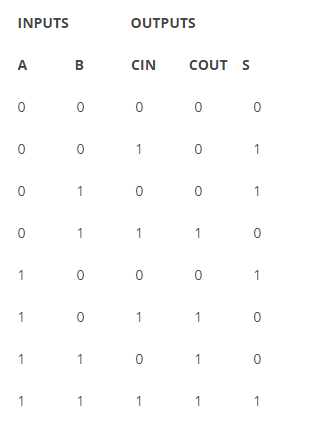 INPUTS OUTPUTS
A B CIN COUT S
0 0 0 0 0
0 0 1 0 1
0 1 0 0 1
0 1 1 1 0
1 0 0 0 1
1 0 1 1 0
1 1 0 1 0
1 1 1 1 1